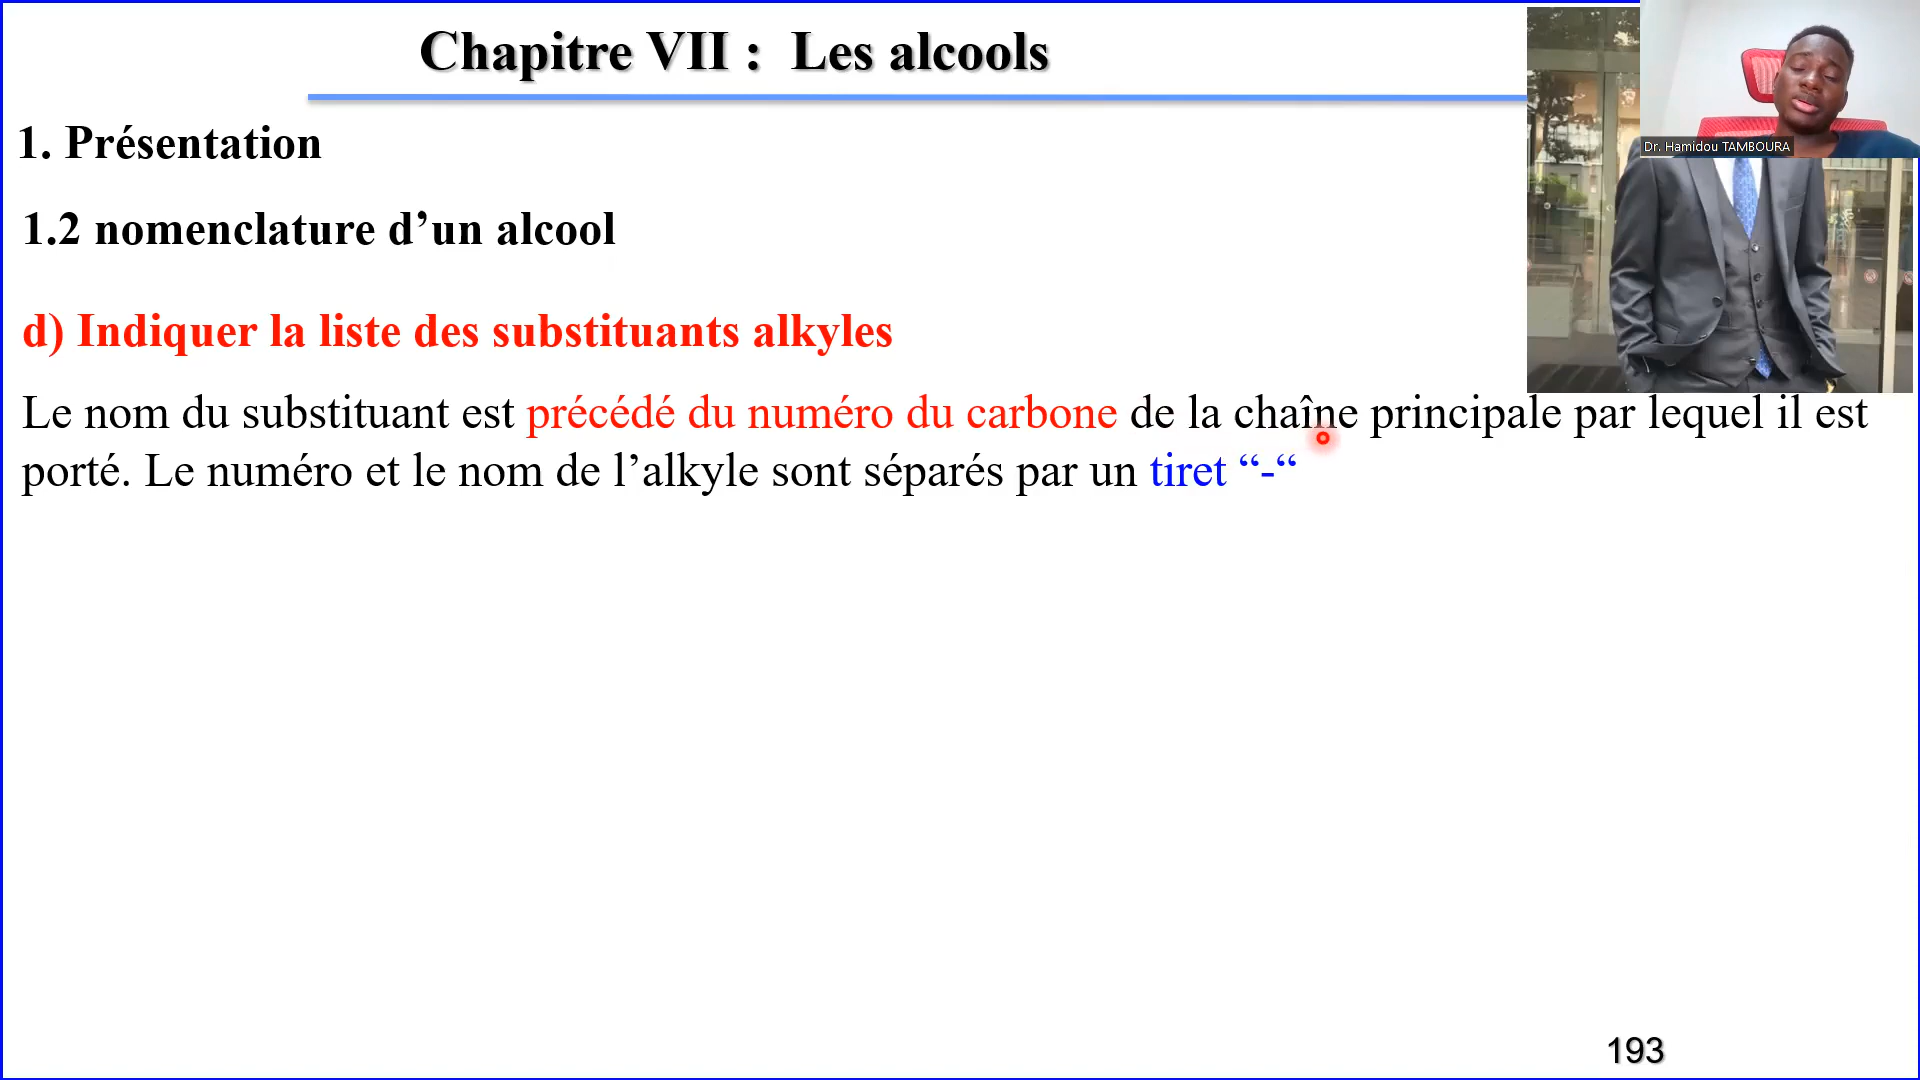 Chapitre VII :  Les alcools
Dr. Hamidou TAMBOURA
1. Présentation
1.2 nomenclature d’un alcool
d) Indiquer la liste des substituants alkyles
Le nom du substituant est précédé du numéro du carbone de la chaîne principale par lequel il est
porté. Le numéro et le nom de l’alkyle sont séparés par un tiret “-“
193